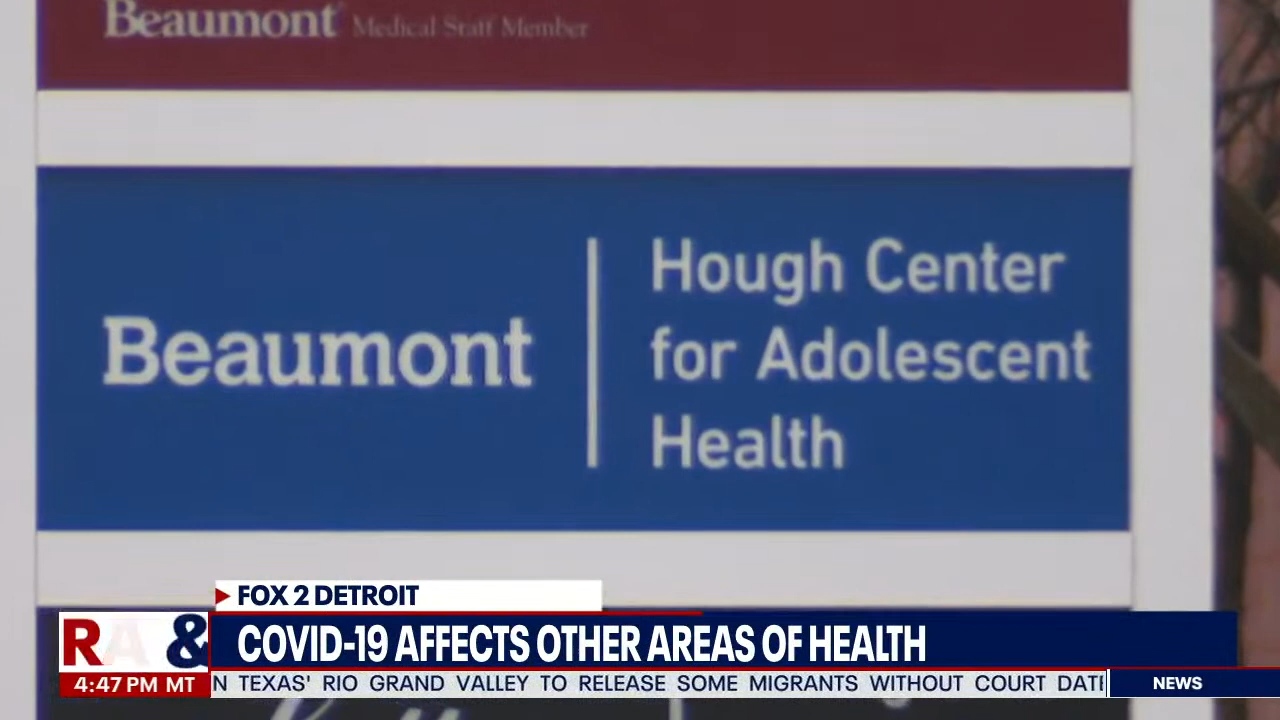 Beaumont Medical Staff Member
Beaumont
Hough Center
for Adolescent
Health
FOX 2 DETROIT
COVID-19 AFFECTS OTHER AREAS OF HEALTH
4:47 PM MT
N TEXAS' RIO GRAND VALLEY TO RELEASE SOME MIGRANTS WITHOUT COURT DAT
NEWS